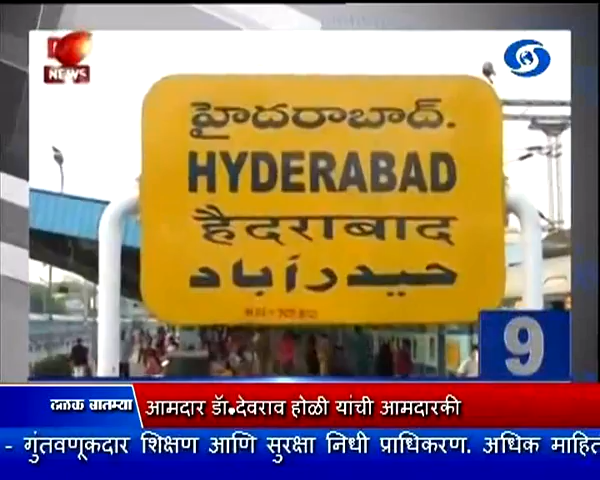 NEWS
హైదరాబాద్.
HYDERABAD
हैदराबाद
حیدرآباد
9
ठळक बातम्या
आमदार डॉ.देवराव होळी यांची आमदारकी
- गुंतवणूकदार शिक्षण आणि सुरक्षा निधी प्राधिकरण. अधिक माहित